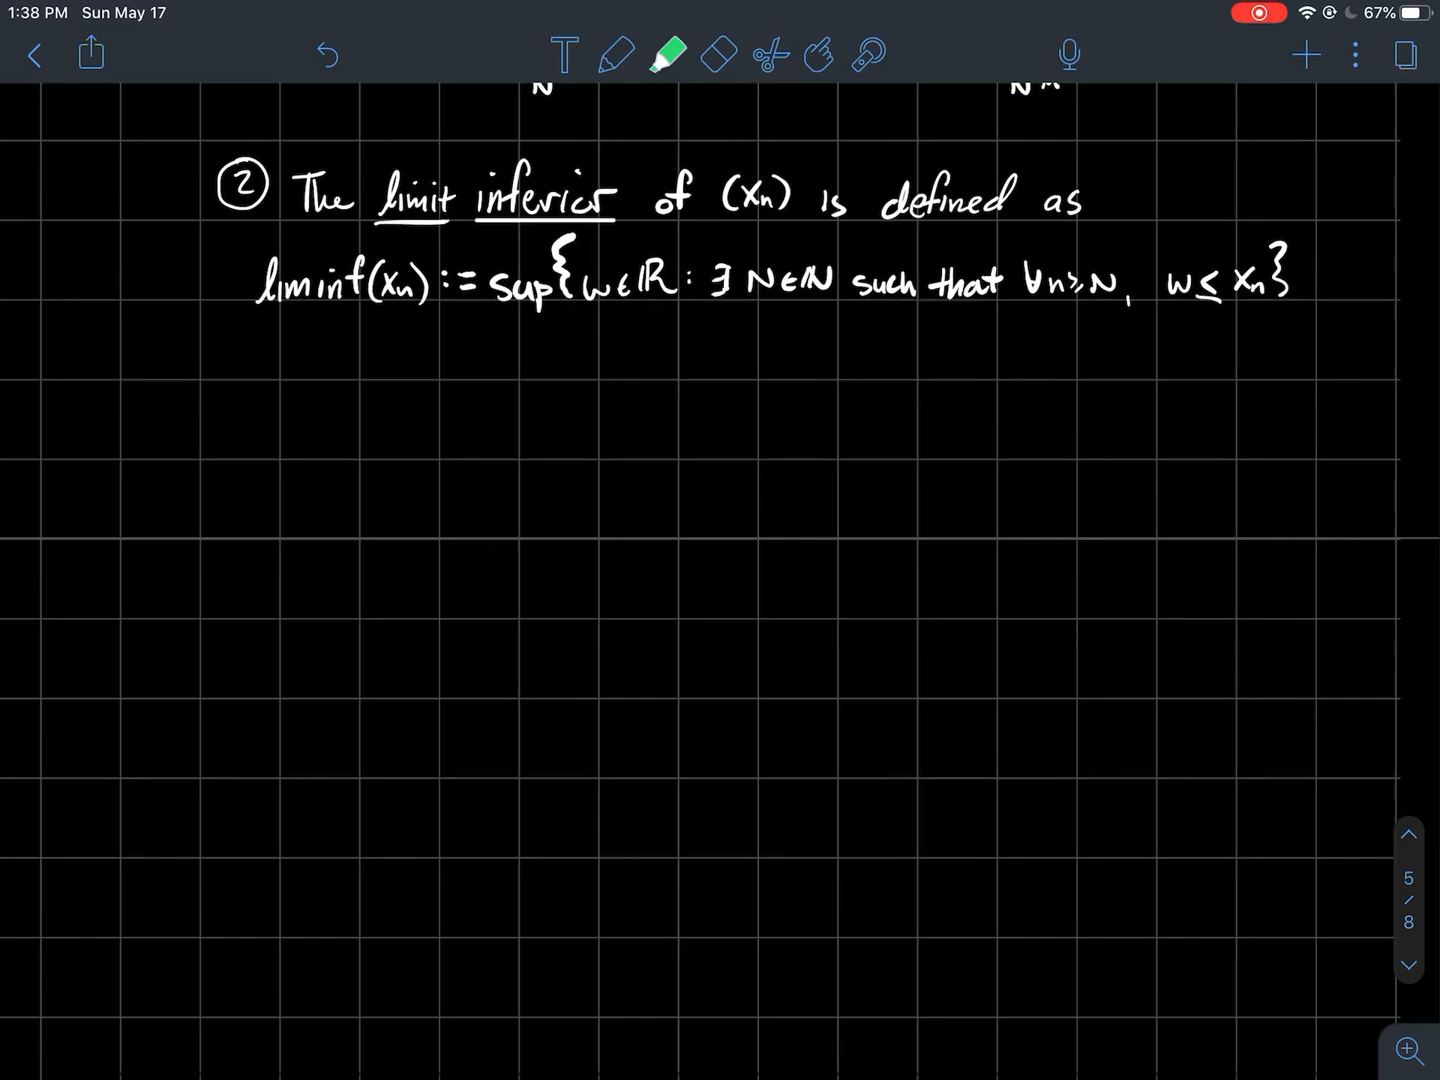 1:38 PM Sun May 17
67%
② The limit inferior of (xn) is defined as
liminf(xn) := sup{w∈ℝ : ∃ N∈ℕ such that ∀n≥N, w≤ xn}
5
/
8